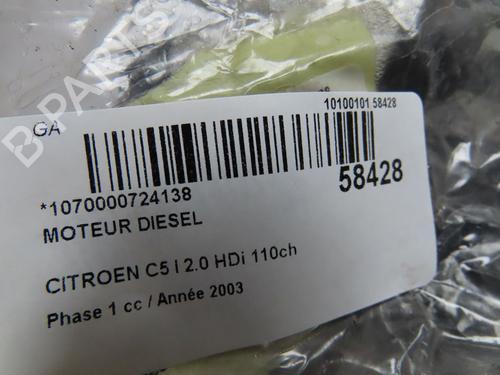 B-PARTS
GA
10100101 58428
*1070000724138
58428
MOTEUR DIESEL
CITROEN C5 I 2.0 HDi 110ch
Phase 1 cc / Année 2003